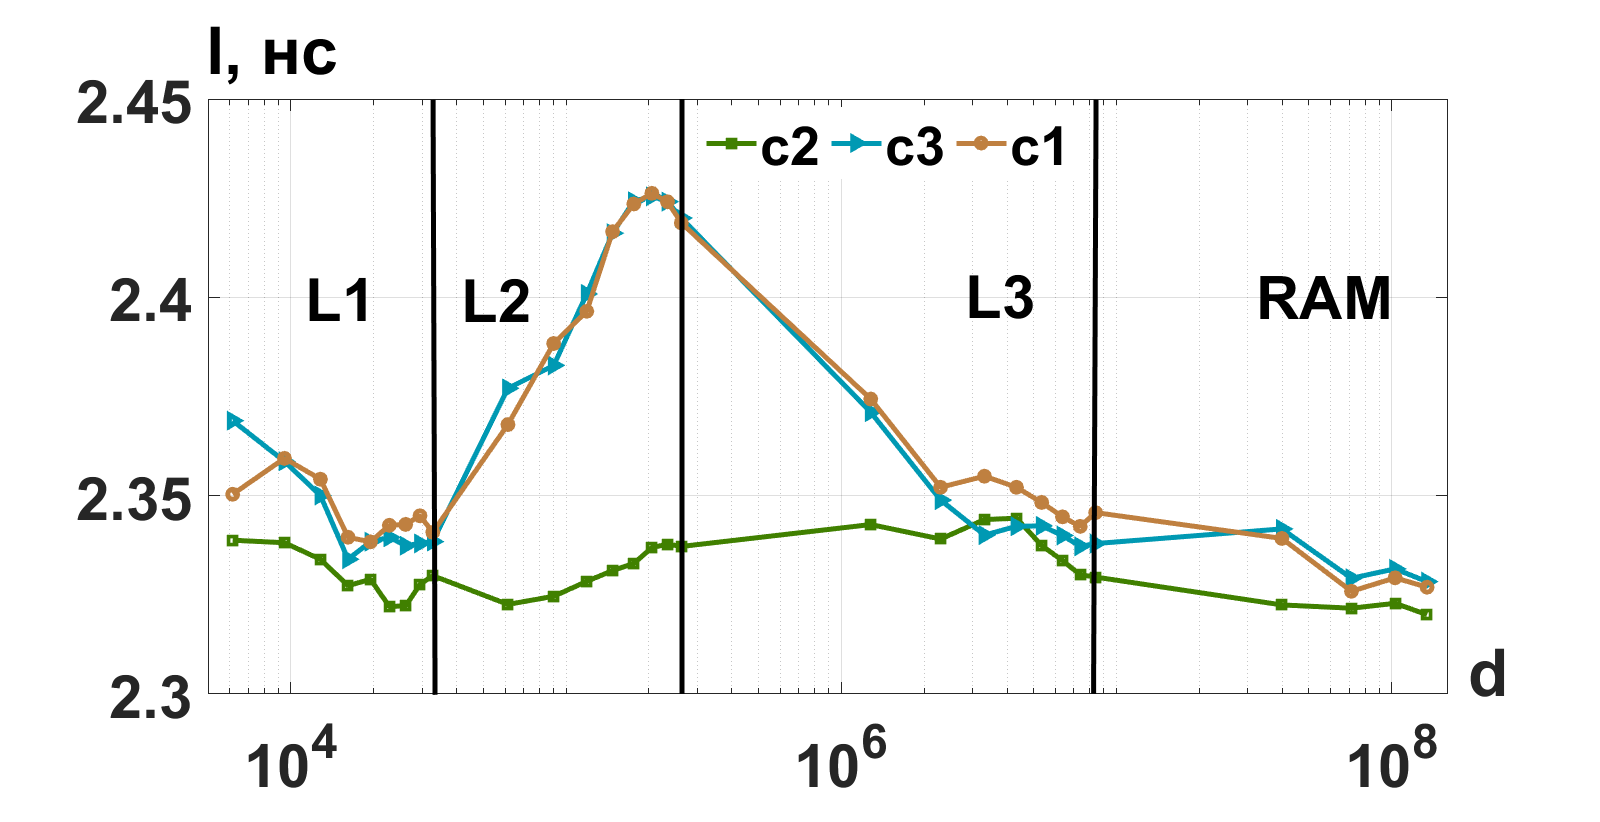 l, нс
2.45
c2 c3 c1
2.4
L1 L2 L3 RAM
2.35
2.3
d
10^4 10^6 10^8